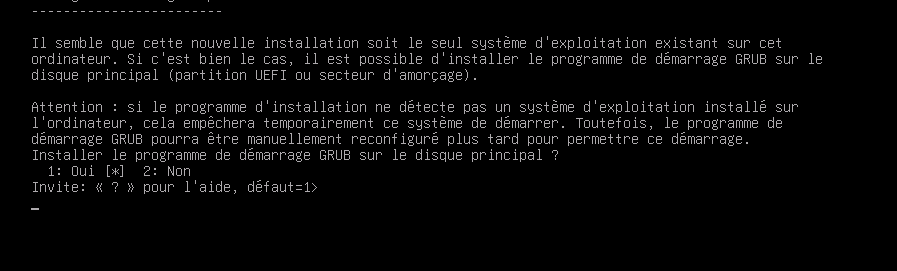 ------------------------
Il semble que cette nouvelle installation soit le seul système d'exploitation existant sur cet
ordinateur. Si c'est bien le cas, il est possible d'installer le programme de démarrage GRUB sur le
disque principal (partition UEFI ou secteur d'amorçage).
Attention : si le programme d'installation ne détecte pas un système d'exploitation installé sur
l'ordinateur, cela empêchera temporairement ce système de démarrer. Toutefois, le programme de
démarrage GRUB pourra être manuellement reconfiguré plus tard pour permettre ce démarrage.
Installer le programme de démarrage GRUB sur le disque principal ?
  1: Oui [*]  2: Non
Invite: « ? » pour l'aide, défaut=1>
_